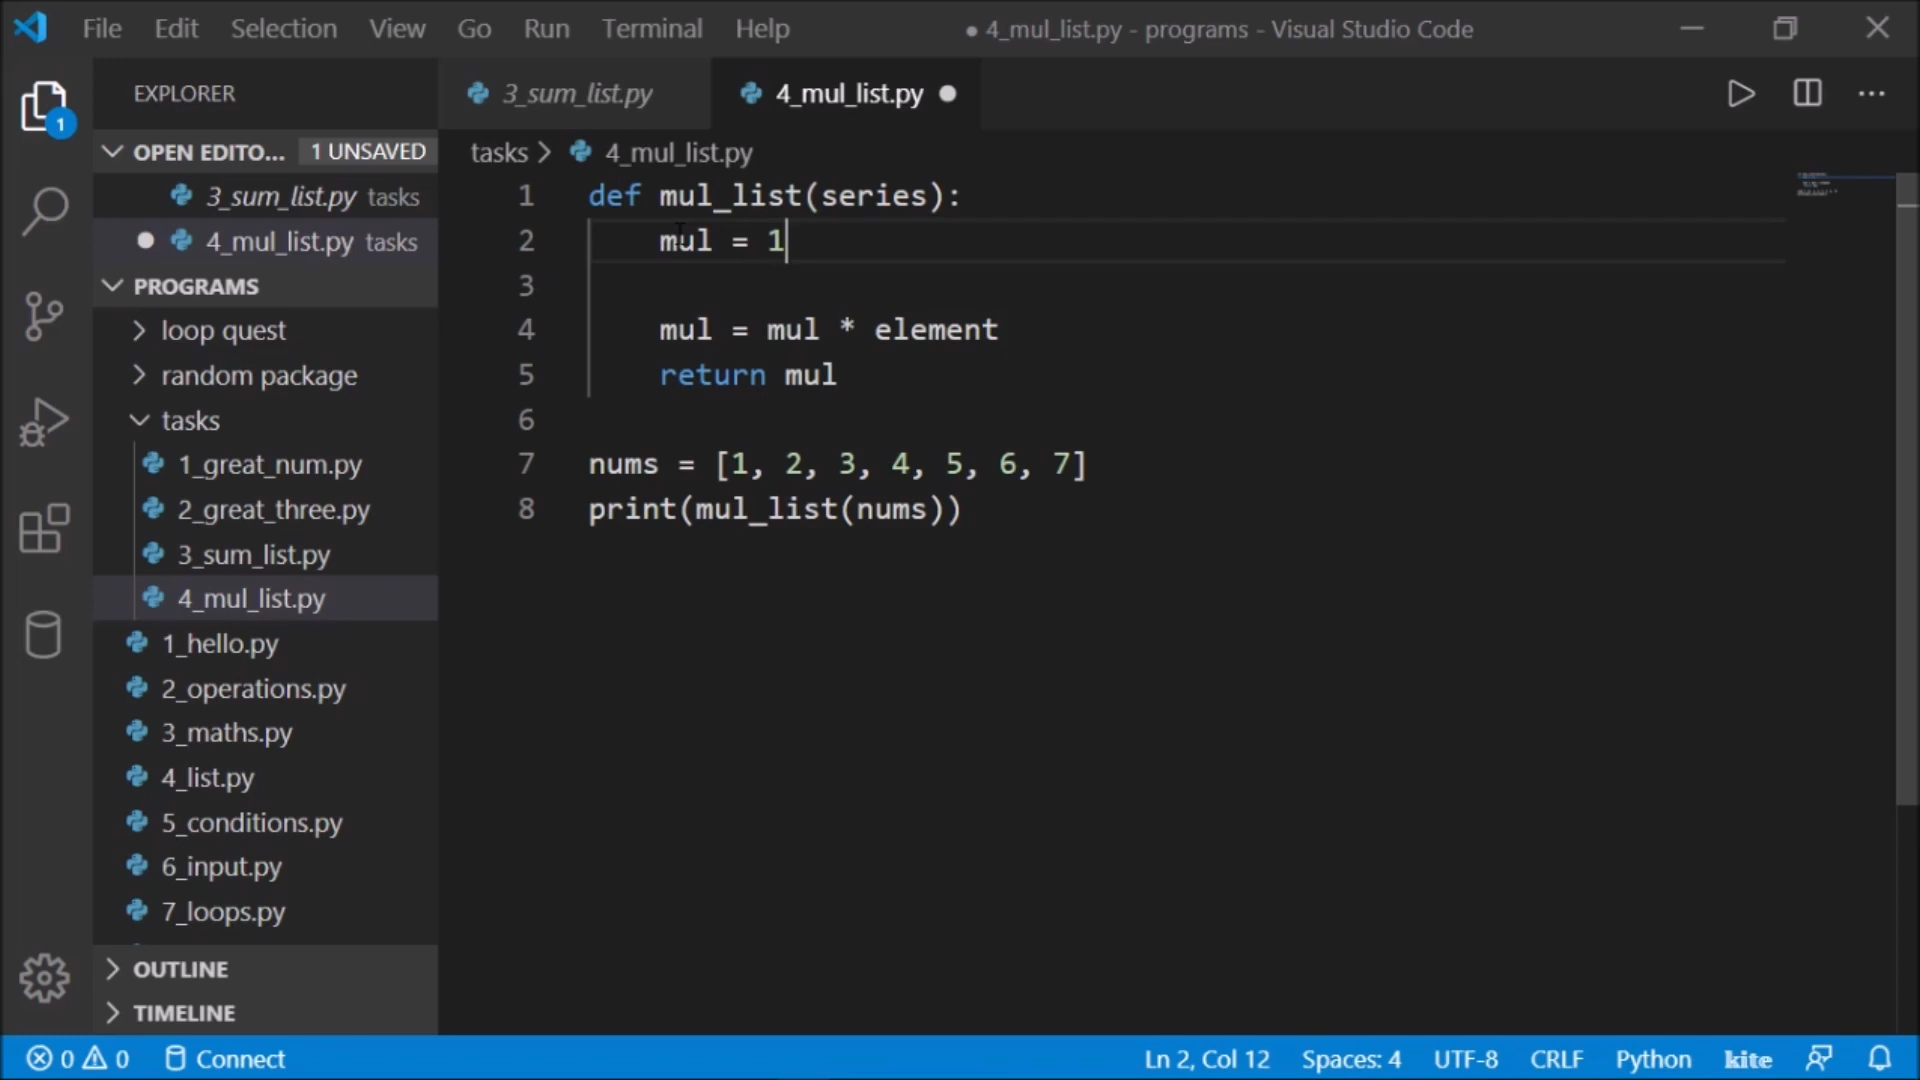 File Edit Selection View Go Run Terminal Help ● 4_mul_list.py - programs - Visual Studio Code
EXPLORER
3_sum_list.py
4_mul_list.py
1
OPEN EDITO... 1 UNSAVED
3_sum_list.py tasks
4_mul_list.py tasks
PROGRAMS
loop quest
random package
tasks
1_great_num.py
2_great_three.py
3_sum_list.py
4_mul_list.py
1_hello.py
2_operations.py
3_maths.py
4_list.py
5_conditions.py
6_input.py
7_loops.py
OUTLINE
TIMELINE
tasks > 4_mul_list.py
1 def mul_list(series):
2 mul = 1
3
4 mul = mul * element
5 return mul
6
7 nums = [1, 2, 3, 4, 5, 6, 7]
8 print(mul_list(nums))
0 0 Connect Ln 2, Col 12 Spaces: 4 UTF-8 CRLF Python kite